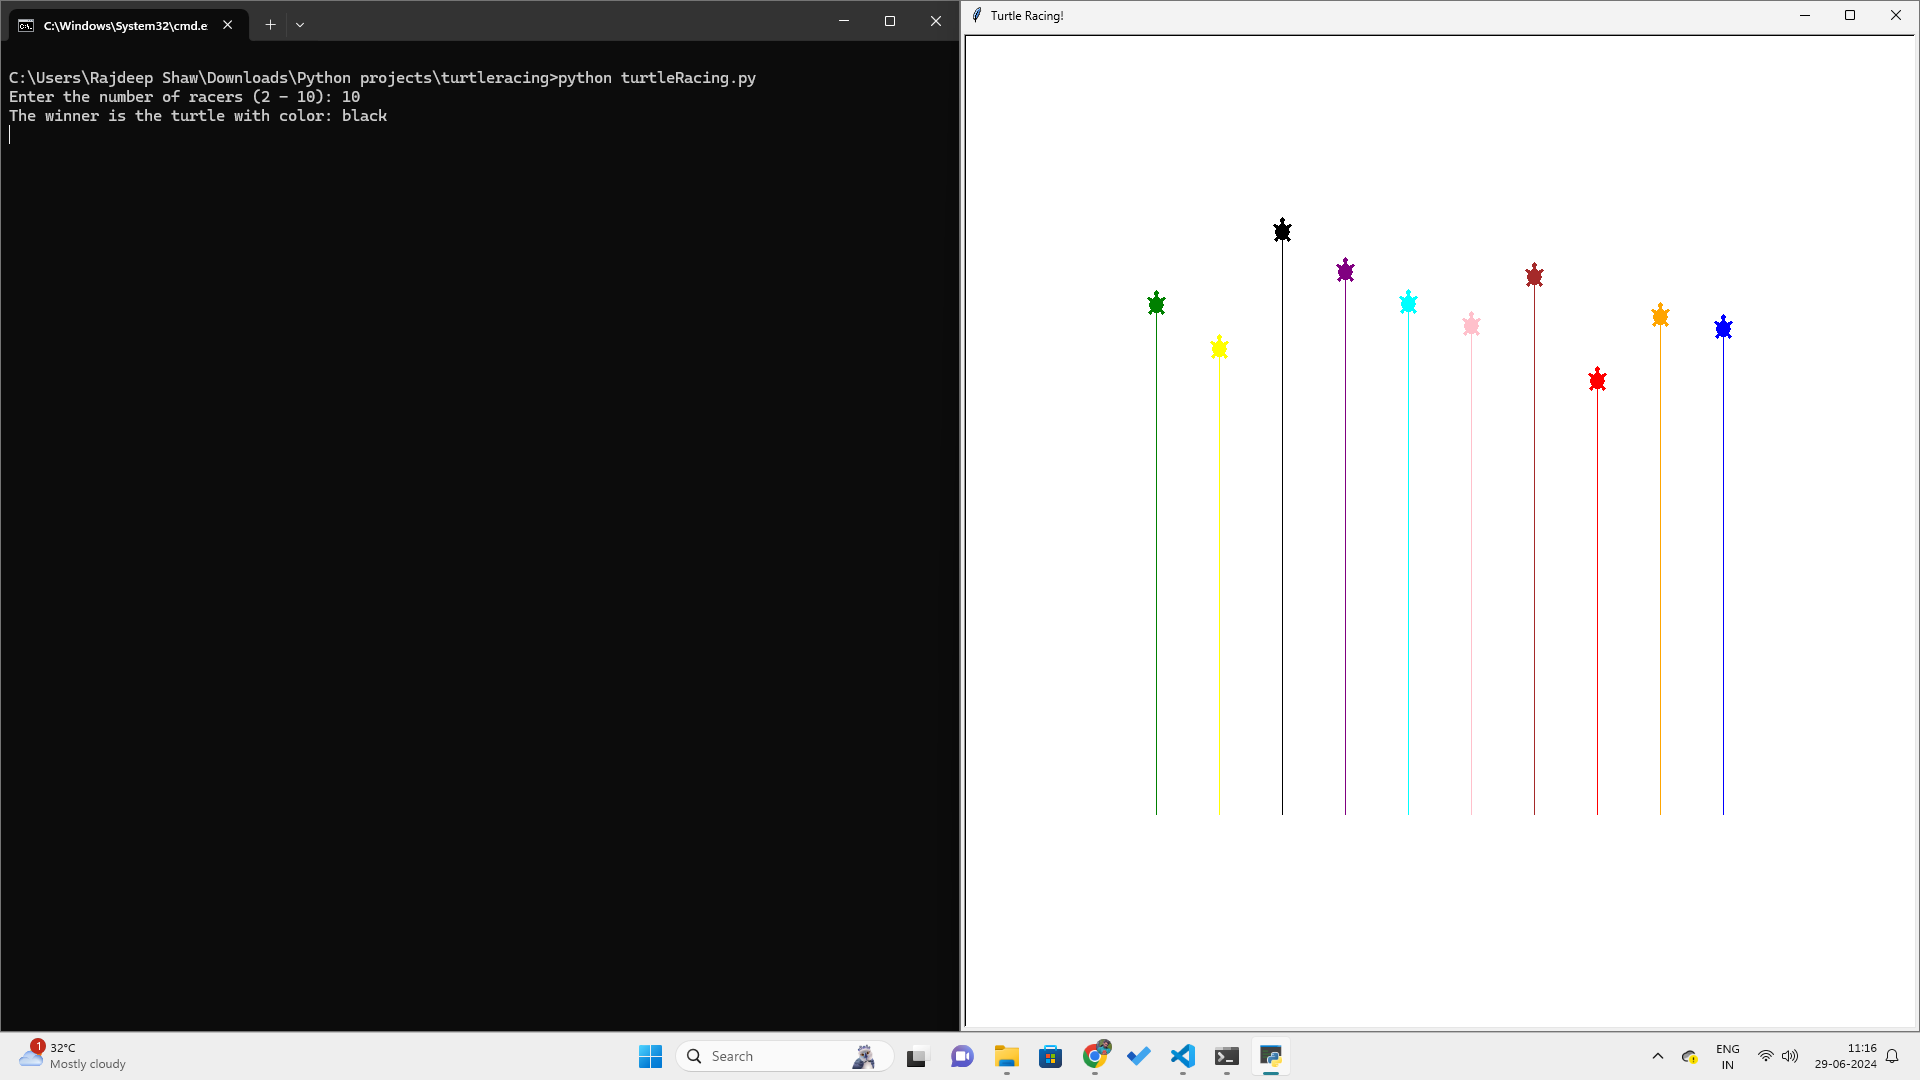 C:\Windows\System32\cmd.e
C:\Users\Rajdeep Shaw\Downloads\Python projects\turtleracing>python turtleRacing.py
Enter the number of racers (2 - 10): 10
The winner is the turtle with color: black
Turtle Racing!
1
32°C
Mostly cloudy
Search
ENG
IN
11:16
29-06-2024